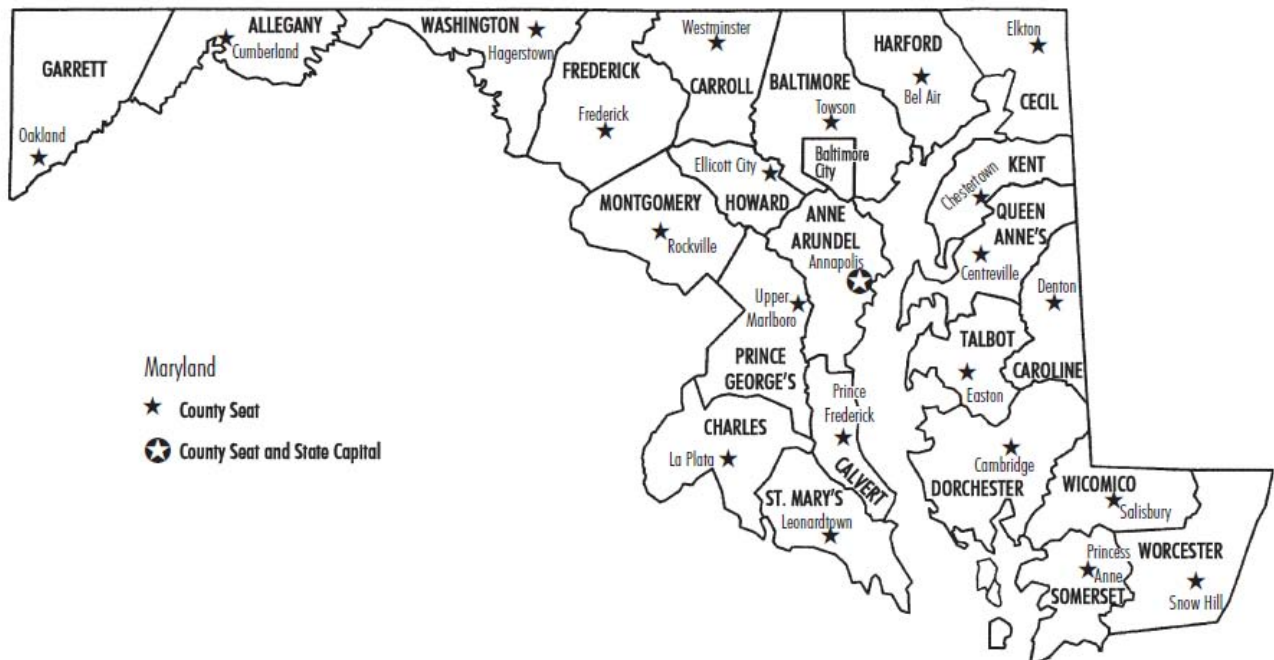 GARRETT
Oakland
ALLEGANY
Cumberland
WASHINGTON
Hagerstown
FREDERICK
Frederick
Westminster
CARROLL
BALTIMORE
Towson
Baltimore
City
HARFORD
Bel Air
Elkton
CECIL
KENT
Chestertown
QUEEN
ANNE'S
Centreville
Ellicott City
HOWARD
MONTGOMERY
Rockville
ANNE
ARUNDEL
Annapolis
Upper
Marlboro
PRINCE
GEORGE'S
Denton
CAROLINE
TALBOT
Easton
Prince
Frederick
CALVERT
CHARLES
La Plata
ST. MARY'S
Leonardtown
Cambridge
DORCHESTER
WICOMICO
Salisbury
Princess
Anne
SOMERSET
WORCESTER
Snow Hill
Maryland
County Seat
County Seat and State Capital